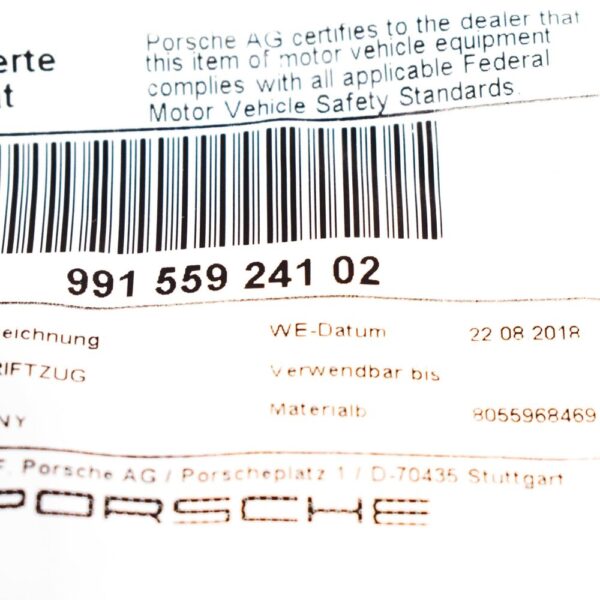 erte
t
Porsche AG certifies to the dealer that
this item of motor vehicle equipment
complies with all applicable Federal
Motor Vehicle Safety Standards.
991 559 241 02
eichnung
WE-Datum
22 08 2018
RIFTZUG
Verwendbar bis
Materialb
8055968469
NY
F. Porsche AG / Porscheplatz 1 / D-70435 Stuttgart
PORSCHE